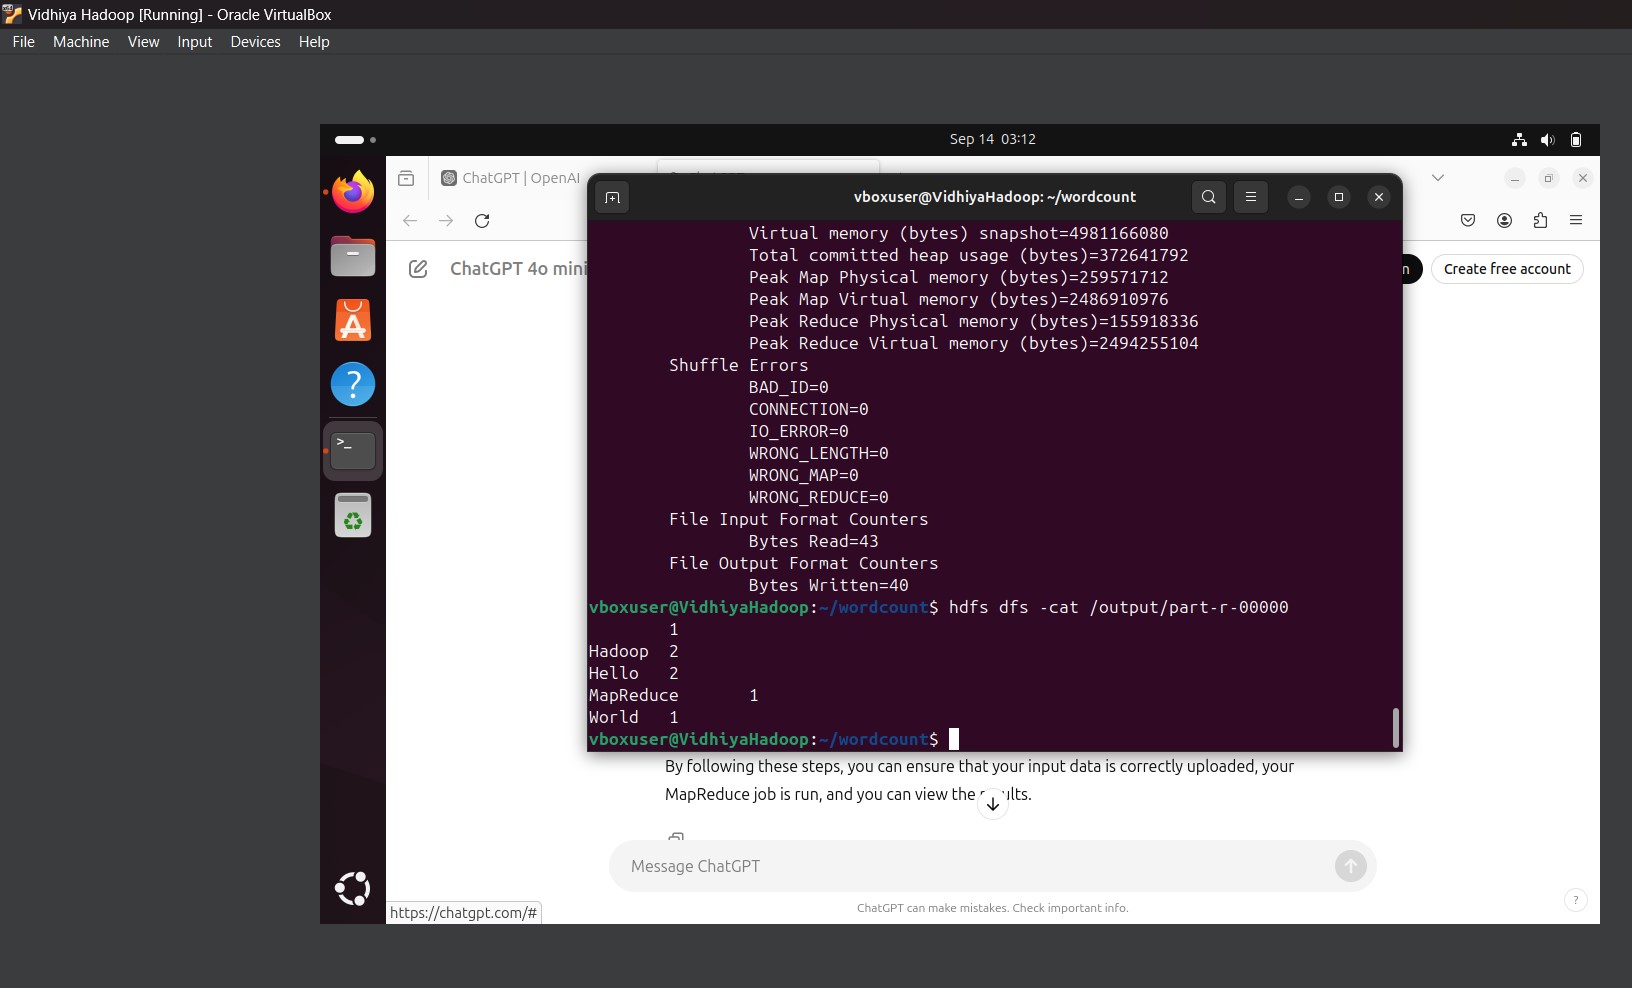 Vidhiya Hadoop [Running] - Oracle VirtualBox
File Machine View Input Devices Help
Sep 14 03:12
ChatGPT | OpenAI
vboxuser@VidhiyaHadoop: ~/wordcount
ChatGPT 4o mini
Create free account
Virtual memory (bytes) snapshot=4981166080
Total committed heap usage (bytes)=372641792
Peak Map Physical memory (bytes)=259571712
Peak Map Virtual memory (bytes)=2486910976
Peak Reduce Physical memory (bytes)=155918336
Peak Reduce Virtual memory (bytes)=2494255104
Shuffle Errors
BAD_ID=0
CONNECTION=0
IO_ERROR=0
WRONG_LENGTH=0
WRONG_MAP=0
WRONG_REDUCE=0
File Input Format Counters
Bytes Read=43
File Output Format Counters
Bytes Written=40
vboxuser@VidhiyaHadoop:~/wordcount$ hdfs dfs -cat /output/part-r-00000
1
Hadoop 2
Hello 2
MapReduce 1
World 1
vboxuser@VidhiyaHadoop:~/wordcount$
By following these steps, you can ensure that your input data is correctly uploaded, your
MapReduce job is run, and you can view the results.
Message ChatGPT
ChatGPT can make mistakes. Check important info.
?
https://chatgpt.com/#